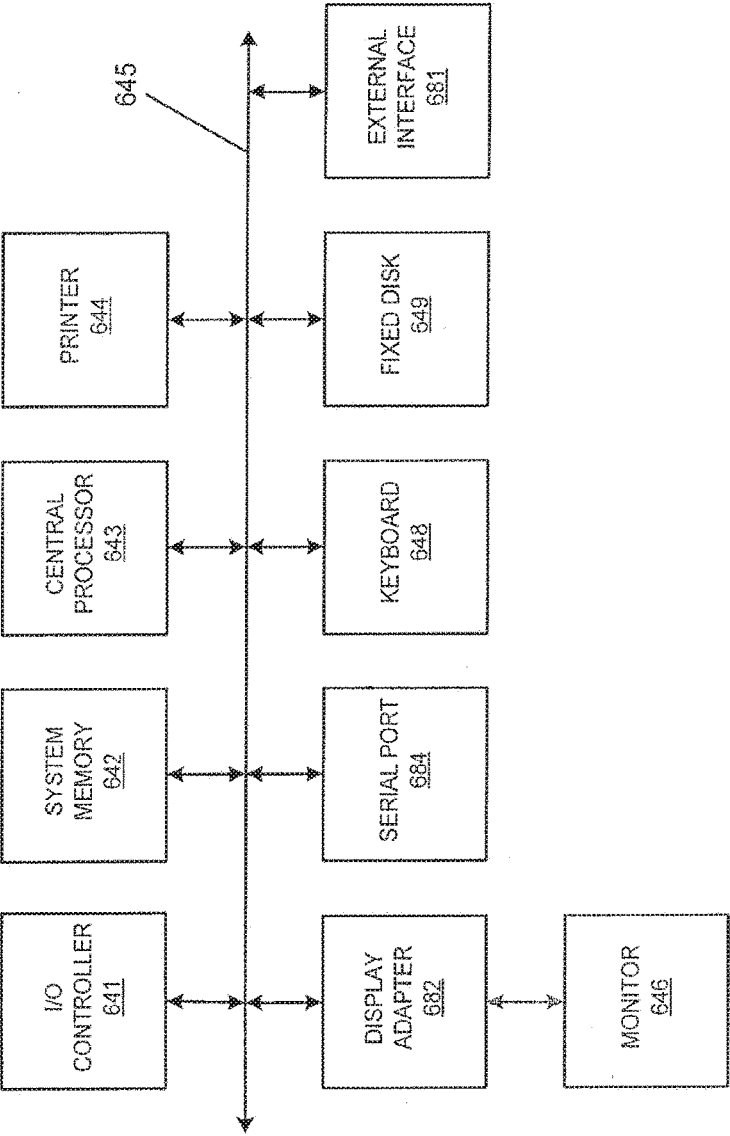 I/O
CONTROLLER
641
SYSTEM
MEMORY
642
CENTRAL
PROCESSOR
643
PRINTER
644
645
DISPLAY
ADAPTER
682
SERIAL PORT
684
KEYBOARD
648
FIXED DISK
649
EXTERNAL
INTERFACE
681
MONITOR
646